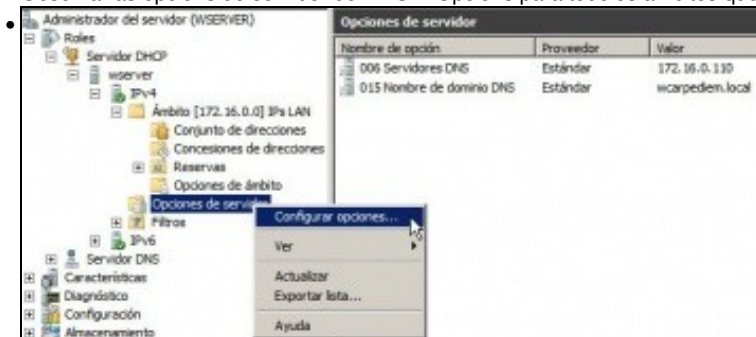 Administrador del servidor (WSERVER)
Roles
Servidor DHCP
wserver
IPv4
Ámbito [172.16.0.0] IPs LAN
Conjunto de direcciones
Concesiones de direcciones
Reservas
Opciones de ámbito
Opciones de servidor
Filtros
IPv6
Servidor DNS
Características
Diagnóstico
Configuración
Almacenamiento
Configurar opciones...
Ver
Actualizar
Exportar lista...
Ayuda
Opciones de servidor
Nombre de opción Proveedor Valor
006 Servidores DNS Estándar 172.16.0.110
015 Nombre de dominio DNS Estándar wcarpediem.local